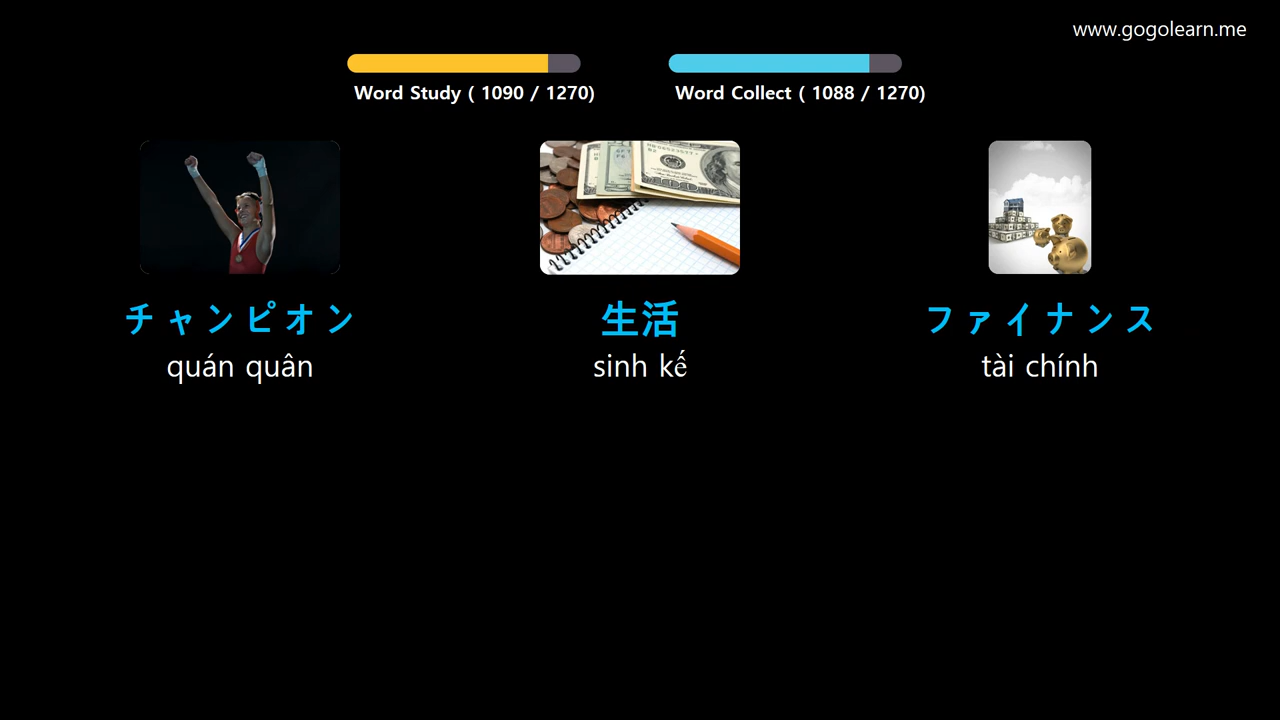 www.gogolearn.me
Word Study ( 1090 / 1270)
Word Collect ( 1088 / 1270)
チャンピオン
生活
ファイナンス
quán quân
sinh kế
tài chính